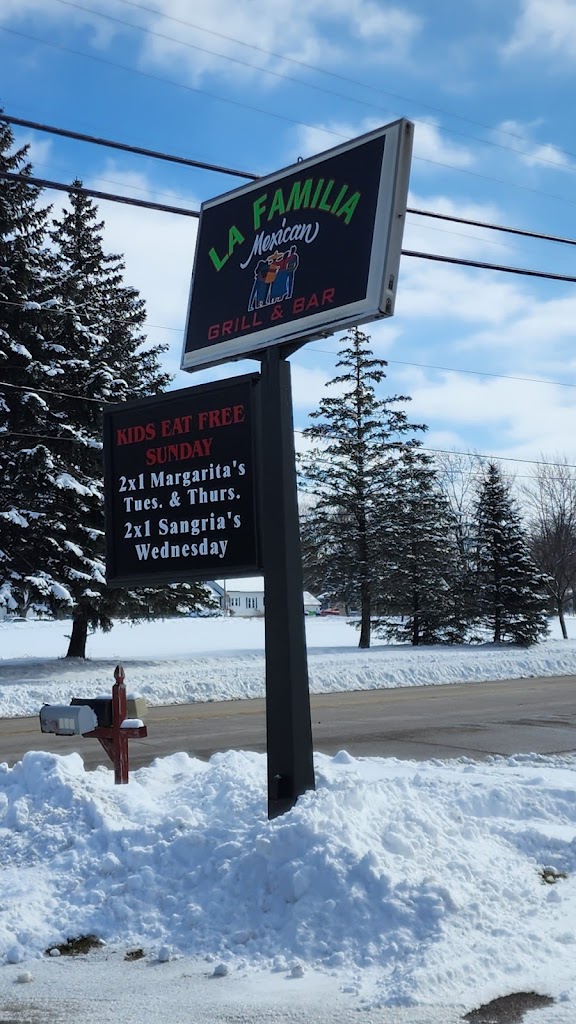 LA FAMILIA
Mexican
GRILL & BAR
KIDS EAT FREE
SUNDAY
2x1 Margarita's
Tues. & Thurs.
2x1 Sangria's
Wednesday